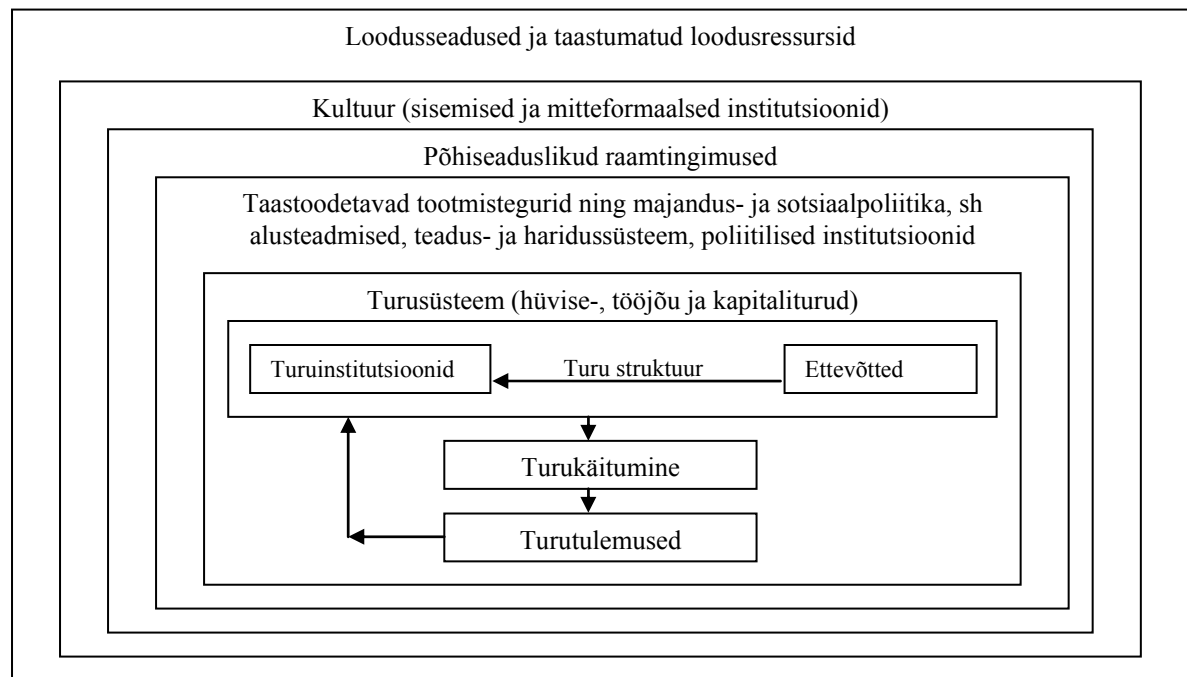 Loodusseadused ja taastumatud loodusressursid
Kultuur (sisemised ja mitteformaalsed institutsioonid)
Põhiseaduslikud raamtingimused
Taastoodetavad tootmistegurid ning majandus- ja sotsiaalpoliitika, sh
alusteadmised, teadus- ja haridussüsteem, poliitilised institutsioonid
Turusüsteem (hüvise-, tööjõu ja kapitaliturud)
Turuinstitutsioonid
Turu struktuur
Ettevõtted
Turukäitumine
Turutulemused